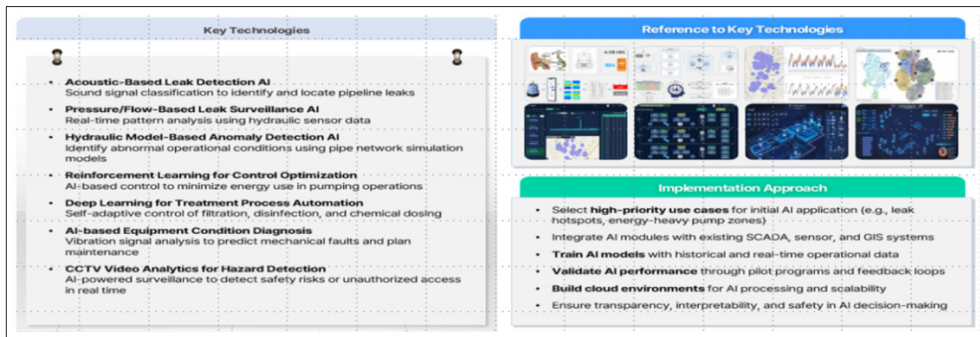 Key Technologies
• Acoustic-Based Leak Detection AI
Sound signal classification to identify and locate pipeline leaks
• Pressure/Flow-Based Leak Surveillance AI
Real-time pattern analysis using hydraulic sensor data
• Hydraulic Model-Based Anomaly Detection AI
Identify abnormal operational conditions using pipe network simulation
models
• Reinforcement Learning for Control Optimization
AI-based control to minimize energy use in pumping operations
• Deep Learning for Treatment Process Automation
Self-adaptive control of filtration, disinfection, and chemical dosing
• AI-based Equipment Condition Diagnosis
Vibration signal analysis to predict mechanical faults and plan
maintenance
• CCTV Video Analytics for Hazard Detection
AI-powered surveillance to detect safety risks or unauthorized access
in real time
Reference to Key Technologies
Implementation Approach
• Select high-priority use cases for initial AI application (e.g., leak
hotspots, energy-heavy pump zones)
• Integrate AI modules with existing SCADA, sensor, and GIS systems
• Train AI models with historical and real-time operational data
• Validate AI performance through pilot programs and feedback loops
• Build cloud environments for AI processing and scalability
• Ensure transparency, interpretability, and safety in AI decision-making